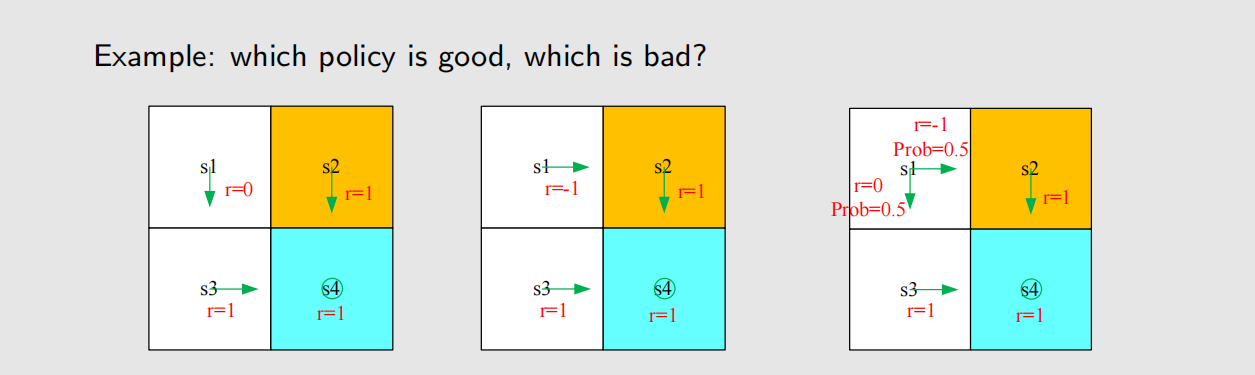 Example: which policy is good, which is bad?
s1
r=0
s2
r=1
s3
r=1
s4
r=1
s1
r=-1
s2
r=1
s3
r=1
s4
r=1
r=-1
Prob=0.5
s1
r=0
Prob=0.5
s2
r=1
s3
r=1
s4
r=1